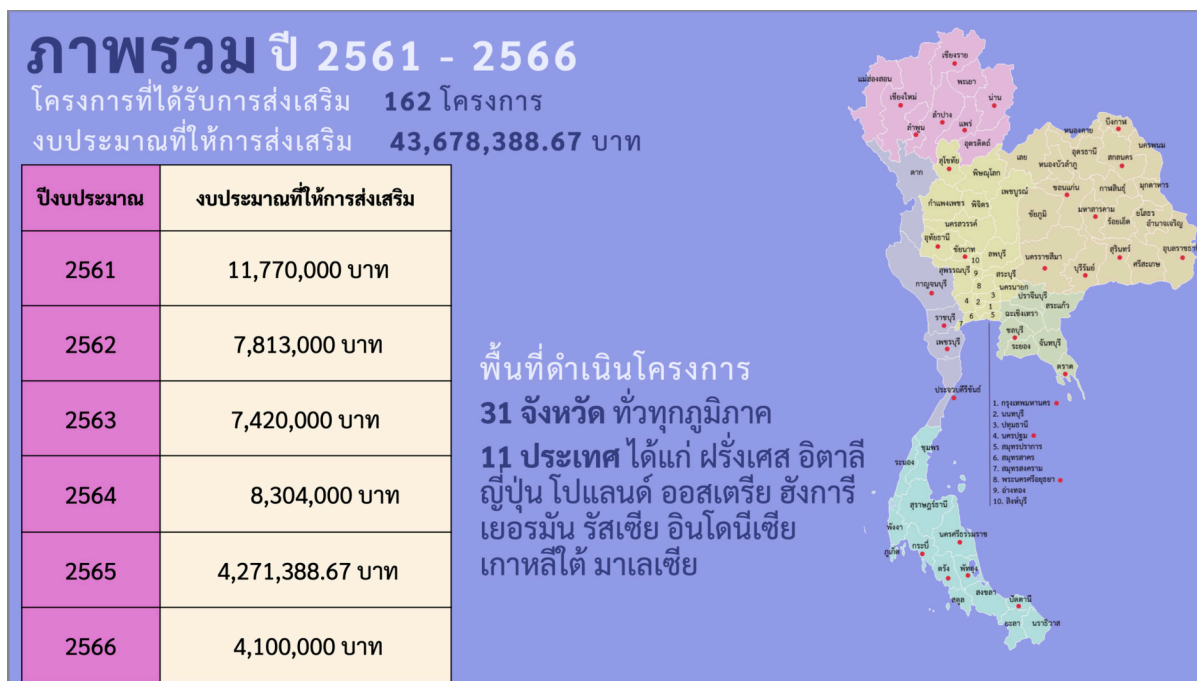 ภาพรวม ปี 2561 - 2566
โครงการที่ได้รับการส่งเสริม 162 โครงการ
งบประมาณที่ให้การส่งเสริม 43,678,388.67 บาท
ปีงบประมาณ งบประมาณที่ให้การส่งเสริม
2561 11,770,000 บาท
2562 7,813,000 บาท
2563 7,420,000 บาท
2564 8,304,000 บาท
2565 4,271,388.67 บาท
2566 4,100,000 บาท
พื้นที่ดำเนินโครงการ
31 จังหวัด ทั่วทุกภูมิภาค
11 ประเทศ ได้แก่ ฝรั่งเศส อิตาลี
ญี่ปุ่น โปแลนด์ ออสเตรีย ฮังการี
เยอรมัน รัสเซีย อินโดนีเซีย
เกาหลีใต้ มาเลเซีย
เชียงราย
แม่ฮ่องสอน พะเยา
เชียงใหม่ น่าน
ลำปาง
ลำพูน แพร่
อุตรดิตถ์
บึงกาฬ
หนองคาย
นครพนม
อุดรธานี
เลย หนองบัวลำภู สกลนคร
สุโขทัย
ตาก พิษณุโลก
เพชรบูรณ์ ขอนแก่น กาฬสินธุ์ มุกดาหาร
กำแพงเพชร พิจิตร
ชัยภูมิ มหาสารคาม ยโสธร
ร้อยเอ็ด อำนาจเจริญ
นครสวรรค์
อุทัยธานี
ชัยนาท ลพบุรี นครราชสีมา สุรินทร์ อุบลราชธานี
10 บุรีรัมย์ ศรีสะเกษ
สุพรรณบุรี 9 สระบุรี
กาญจนบุรี 8 นครนายก
3 ปราจีนบุรี
4 2 สระแก้ว
1 ฉะเชิงเทรา
ราชบุรี 7 6 5
ชลบุรี
เพชรบุรี ระยอง จันทบุรี
ตราด
ประจวบคีรีขันธ์
1. กรุงเทพมหานคร
2. นนทบุรี
3. ปทุมธานี
4. นครปฐม
5. สมุทรปราการ
6. สมุทรสาคร
7. สมุทรสงคราม
8. พระนครศรีอยุธยา
9. อ่างทอง
10. สิงห์บุรี
ชุมพร
ระนอง
สุราษฎร์ธานี
พังงา
นครศรีธรรมราช
ภูเก็ต กระบี่
ตรัง พัทลุง
สตูล สงขลา
ปัตตานี
ยะลา นราธิวาส